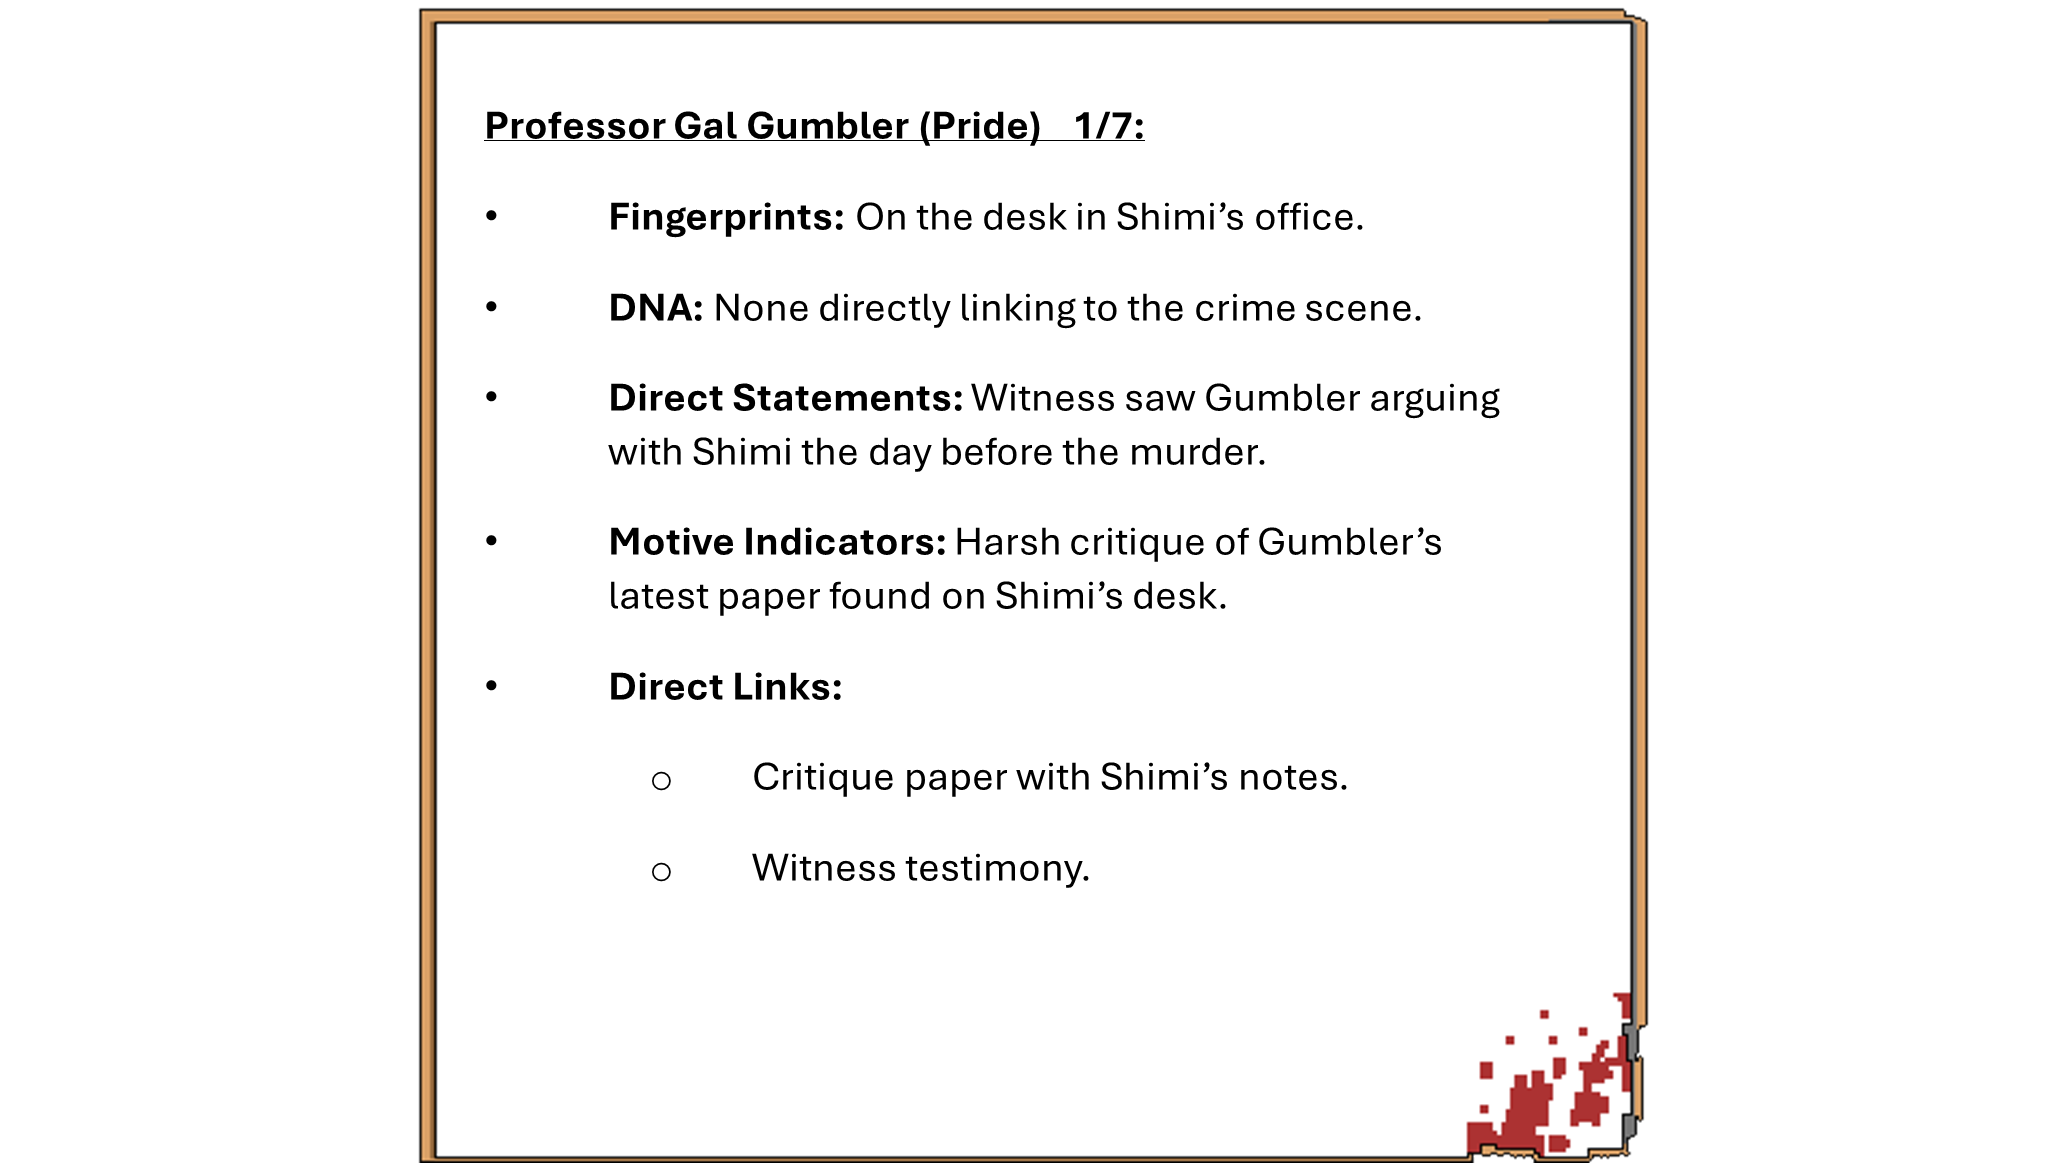 Professor Gal Gumbler (Pride)   1/7:
• Fingerprints: On the desk in Shimi’s office.
• DNA: None directly linking to the crime scene.
• Direct Statements: Witness saw Gumbler arguing
with Shimi the day before the murder.
• Motive Indicators: Harsh critique of Gumbler’s
latest paper found on Shimi’s desk.
• Direct Links:
o Critique paper with Shimi’s notes.
o Witness testimony.